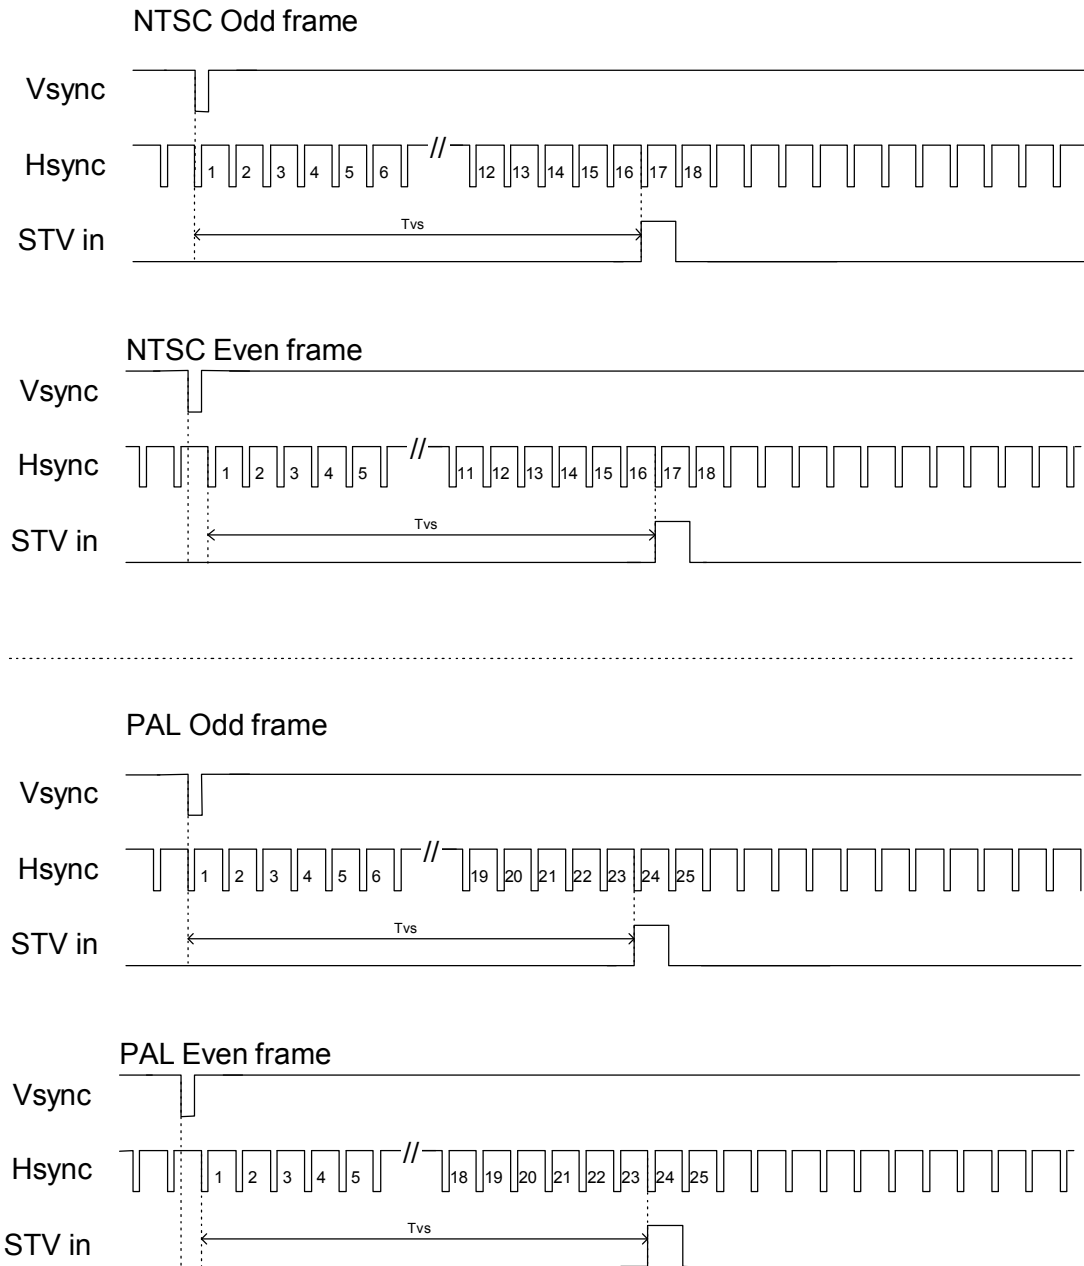 NTSC Odd frame
Vsync
Hsync 1 2 3 4 5 6 // 12 13 14 15 16 17 18
Tvs
STV in
NTSC Even frame
Vsync
Hsync 1 2 3 4 5 // 11 12 13 14 15 16 17 18
Tvs
STV in
PAL Odd frame
Vsync
Hsync 1 2 3 4 5 6 // 19 20 21 22 23 24 25
Tvs
STV in
PAL Even frame
Vsync
Hsync 1 2 3 4 5 // 18 19 20 21 22 23 24 25
Tvs
STV in